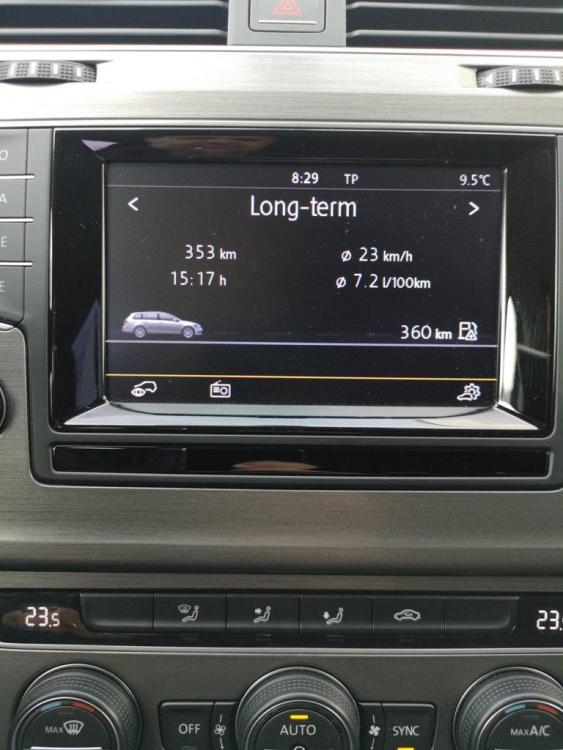 8:29 TP 9.5°C
< Long-term >
353 km ø 23 km/h
15:17 h ø 7.2 l/100km
360 km
O
A
E
E
23.5 23.
MAX OFF AUTO SYNC MAX A/C